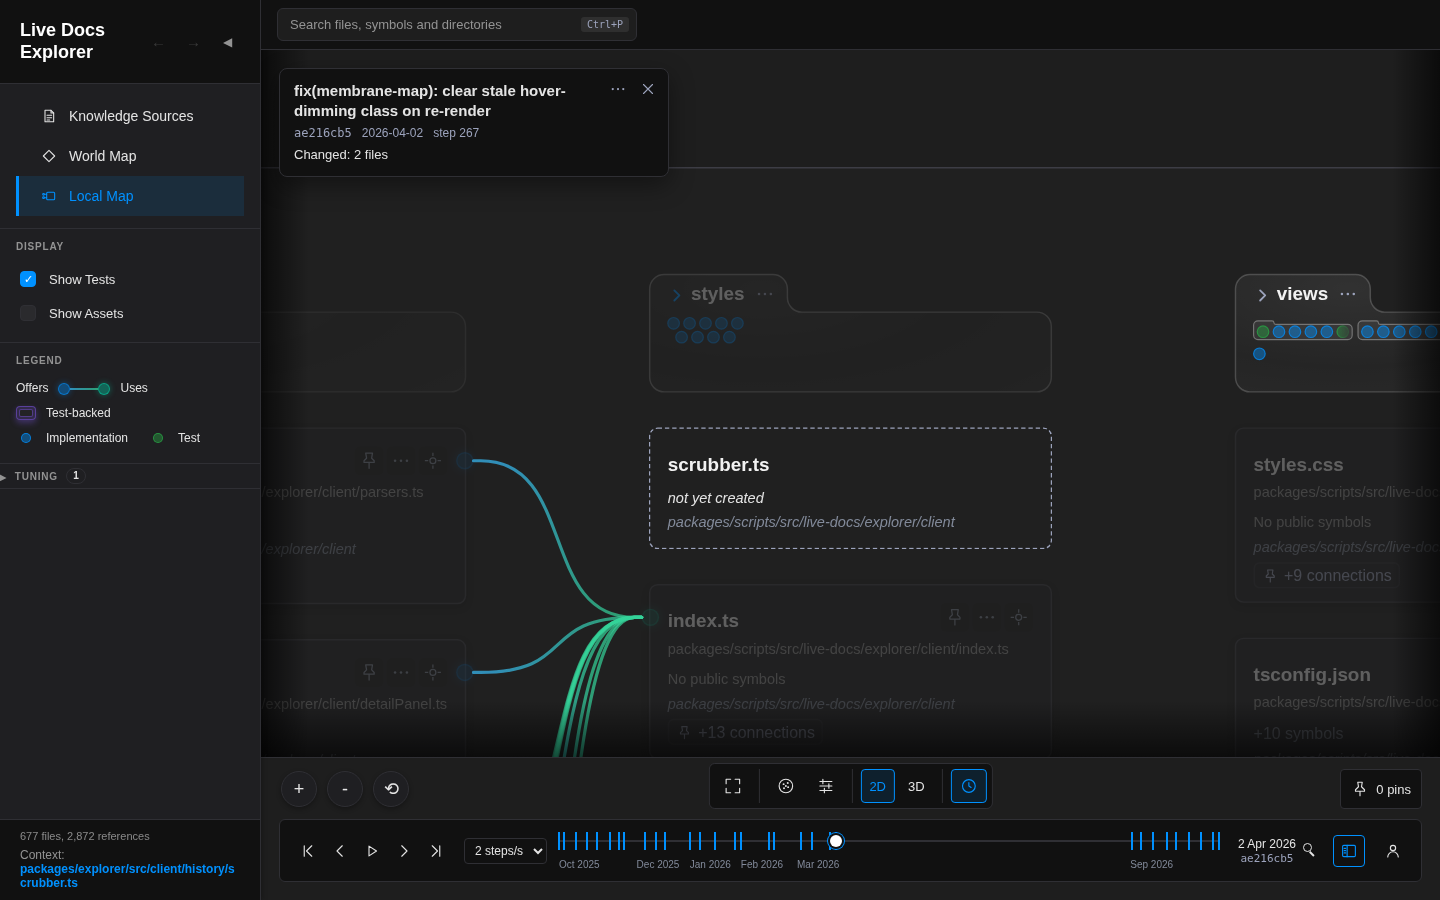 Live Docs
Explorer
Search files, symbols and directories
Ctrl+P
Knowledge Sources
World Map
Local Map
DISPLAY
Show Tests
Show Assets
LEGEND
Offers
Uses
Test-backed
Implementation
Test
TUNING
1
677 files, 2,872 references
Context:
packages/explorer/src/client/history/s
crubber.ts
fix(membrane-map): clear stale hover-
dimming class on re-render
ae216cb5 2026-04-02 step 267
Changed: 2 files
styles
views
scrubber.ts
not yet created
packages/scripts/src/live-docs/explorer/client
/explorer/client/parsers.ts
/explorer/client
index.ts
packages/scripts/src/live-docs/explorer/client/index.ts
No public symbols
packages/scripts/src/live-docs/explorer/client
+13 connections
/explorer/client/detailPanel.ts
styles.css
packages/scripts/src/live-doc
No public symbols
packages/scripts/src/live-doc
+9 connections
tsconfig.json
packages/scripts/src/live-doc
+10 symbols
+
-
2D
3D
0 pins
2 steps/s
Oct 2025
Dec 2025
Jan 2026
Feb 2026
Mar 2026
Sep 2026
2 Apr 2026
ae216cb5